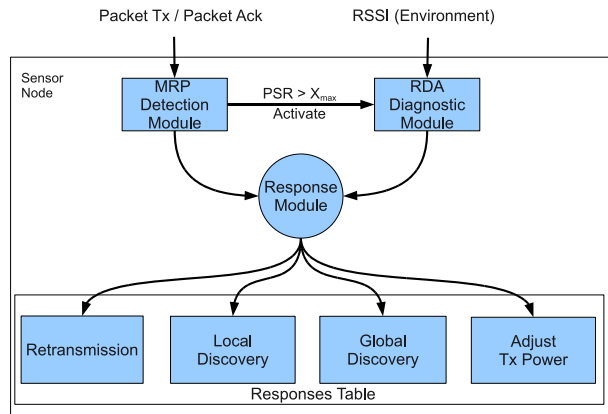 Packet Tx / Packet Ack
RSSI (Environment)
Sensor
Node
MRP
Detection
Module
PSR > Xmax
Activate
RDA
Diagnostic
Module
Response
Module
Retransmission
Local
Discovery
Global
Discovery
Adjust
Tx Power
Responses Table